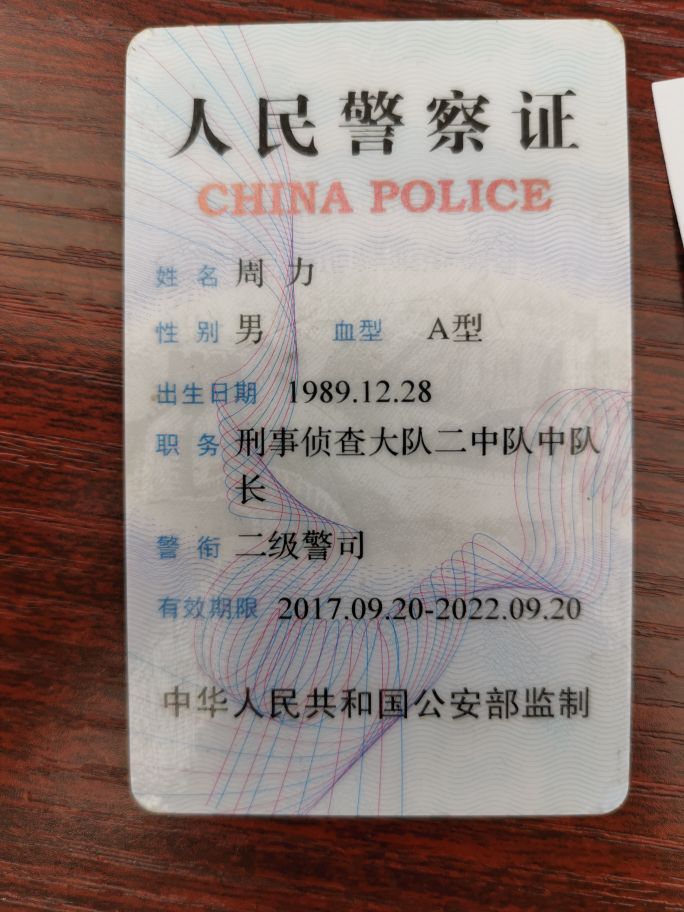 人民警察证
CHINA POLICE
姓名 周力
性别 男 血型 A型
出生日期 1989.12.28
职务 刑事侦查大队二中队中队
长
警衔 二级警司
有效期限 2017.09.20-2022.09.20
中华人民共和国公安部监制